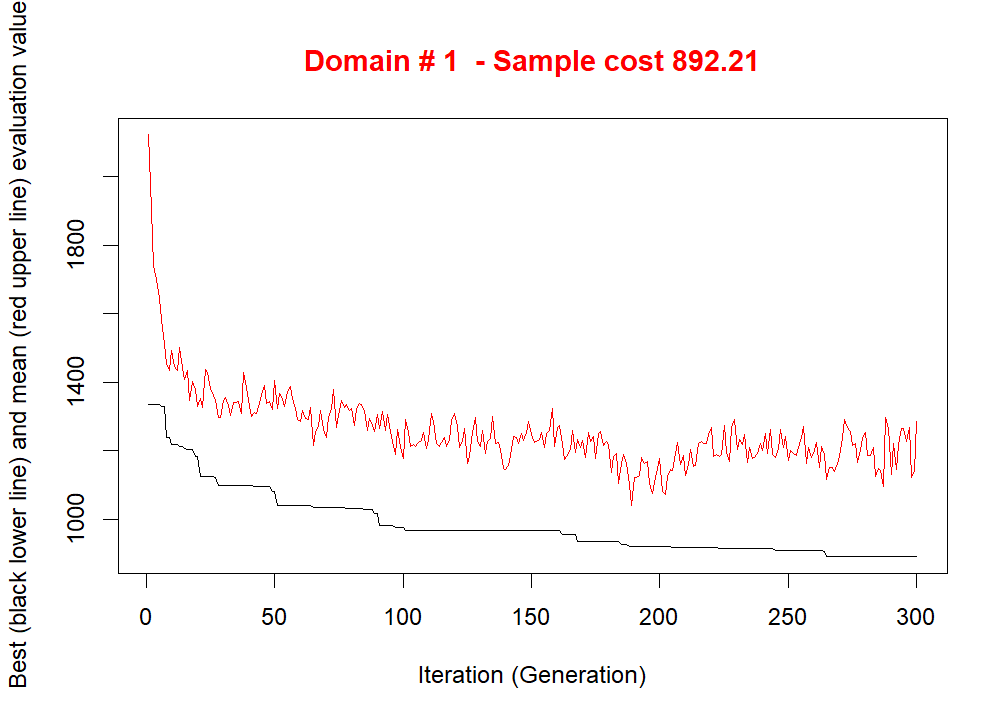 Domain # 1  - Sample cost 892.21
Best (black lower line) and mean (red upper line) evaluation value
1800
1400
1000
0 50 100 150 200 250 300
Iteration (Generation)